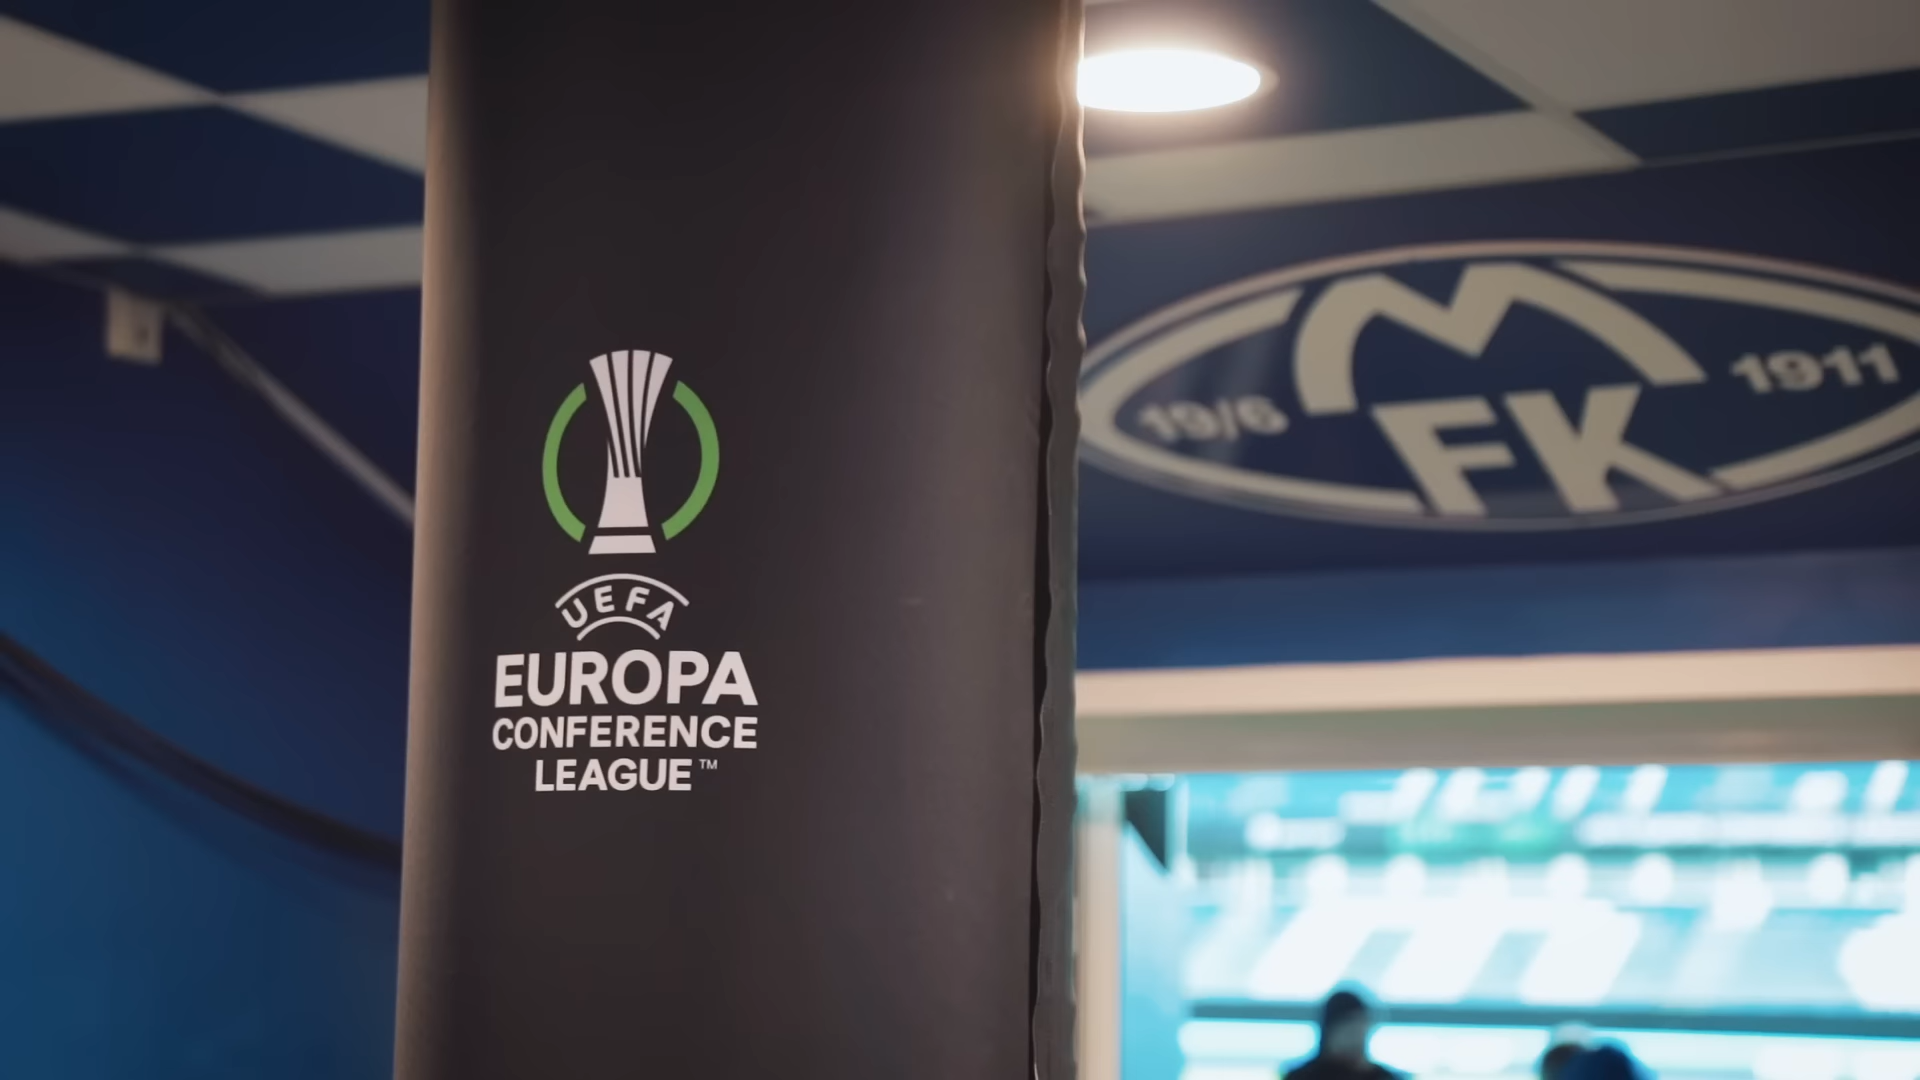 UEFA
EUROPA
CONFERENCE
LEAGUE™
M
19/6 1911
FK